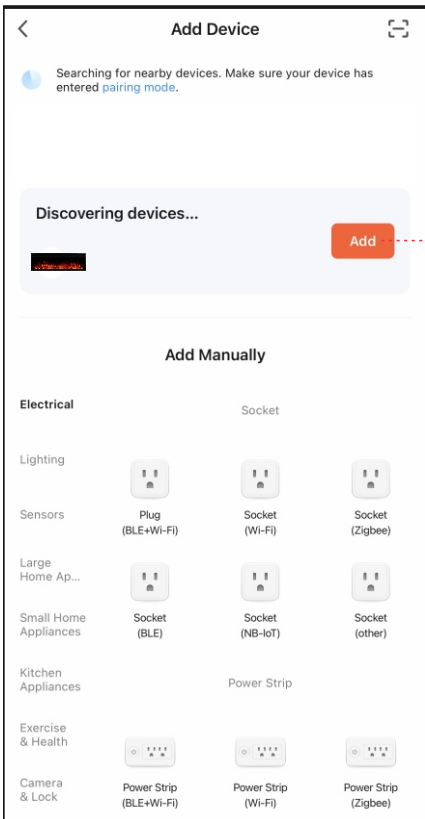 Add Device
Searching for nearby devices. Make sure your device has
entered pairing mode.
Discovering devices...
Add
Add Manually
Electrical
Socket
Lighting
Sensors
Plug
(BLE+Wi-Fi)
Socket
(Wi-Fi)
Socket
(Zigbee)
Large
Home Ap...
Small Home
Appliances
Socket
(BLE)
Socket
(NB-IoT)
Socket
(other)
Kitchen
Appliances
Power Strip
Exercise
& Health
Camera
& Lock
Power Strip
(BLE+Wi-Fi)
Power Strip
(Wi-Fi)
Power Strip
(Zigbee)